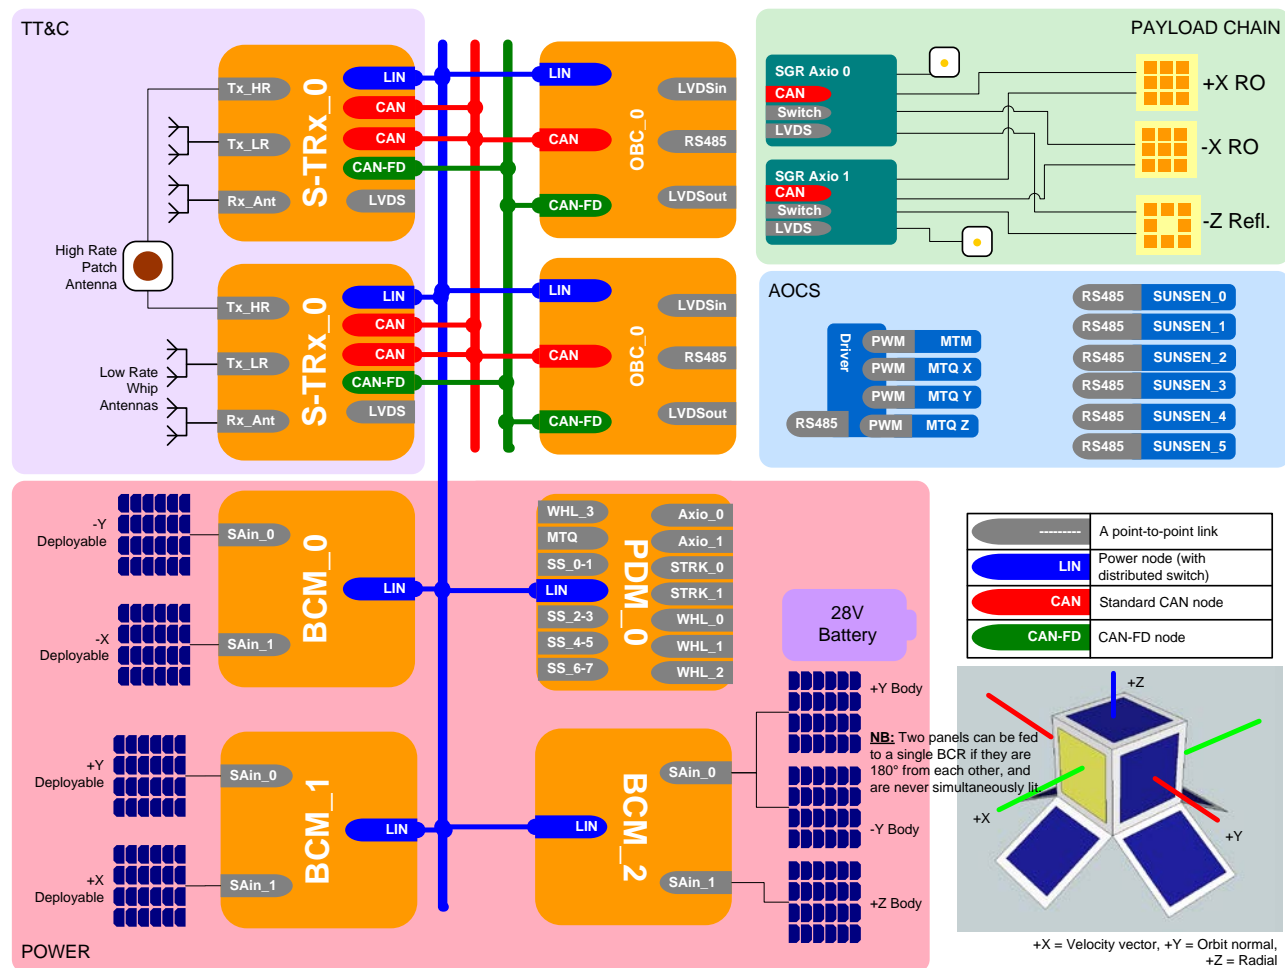 TT&C
S-TRx_0
Tx_HR
Tx_LR
Rx_Ant
LIN
CAN
CAN
CAN-FD
LVDS
High Rate
Patch
Antenna
S-TRx_0
Tx_HR
Tx_LR
Rx_Ant
LIN
CAN
CAN
CAN-FD
LVDS
Low Rate
Whip
Antennas
OBC_0
LIN
CAN
CAN-FD
LVDSin
RS485
LVDSout
OBC_0
LIN
CAN
CAN-FD
LVDSin
RS485
LVDSout
PAYLOAD CHAIN
SGR Axio 0
CAN
Switch
LVDS
SGR Axio 1
CAN
Switch
LVDS
+X RO
-X RO
-Z Refl.
AOCS
Driver
PWM MTM
PWM MTQ X
PWM MTQ Y
PWM MTQ Z
RS485
RS485 SUNSEN_0
RS485 SUNSEN_1
RS485 SUNSEN_2
RS485 SUNSEN_3
RS485 SUNSEN_4
RS485 SUNSEN_5
POWER
-Y
Deployable
-X
Deployable
SAin_0
SAin_1
BCM_0
LIN
+Y
Deployable
+X
Deployable
SAin_0
SAin_1
BCM_1
LIN
PDM_0
WHL_3
MTQ
SS_0-1
LIN
SS_2-3
SS_4-5
SS_6-7
Axio_0
Axio_1
STRK_0
STRK_1
WHL_0
WHL_1
WHL_2
28V
Battery
BCM_2
LIN
SAin_0
SAin_1
+Y Body
-Y Body
+Z Body
NB: Two panels can be fed
to a single BCR if they are
180° from each other, and
are never simultaneously lit.
--------- A point-to-point link
LIN Power node (with
distributed switch)
CAN Standard CAN node
CAN-FD CAN-FD node
+Z
+X
+Y
+X = Velocity vector, +Y = Orbit normal,
+Z = Radial